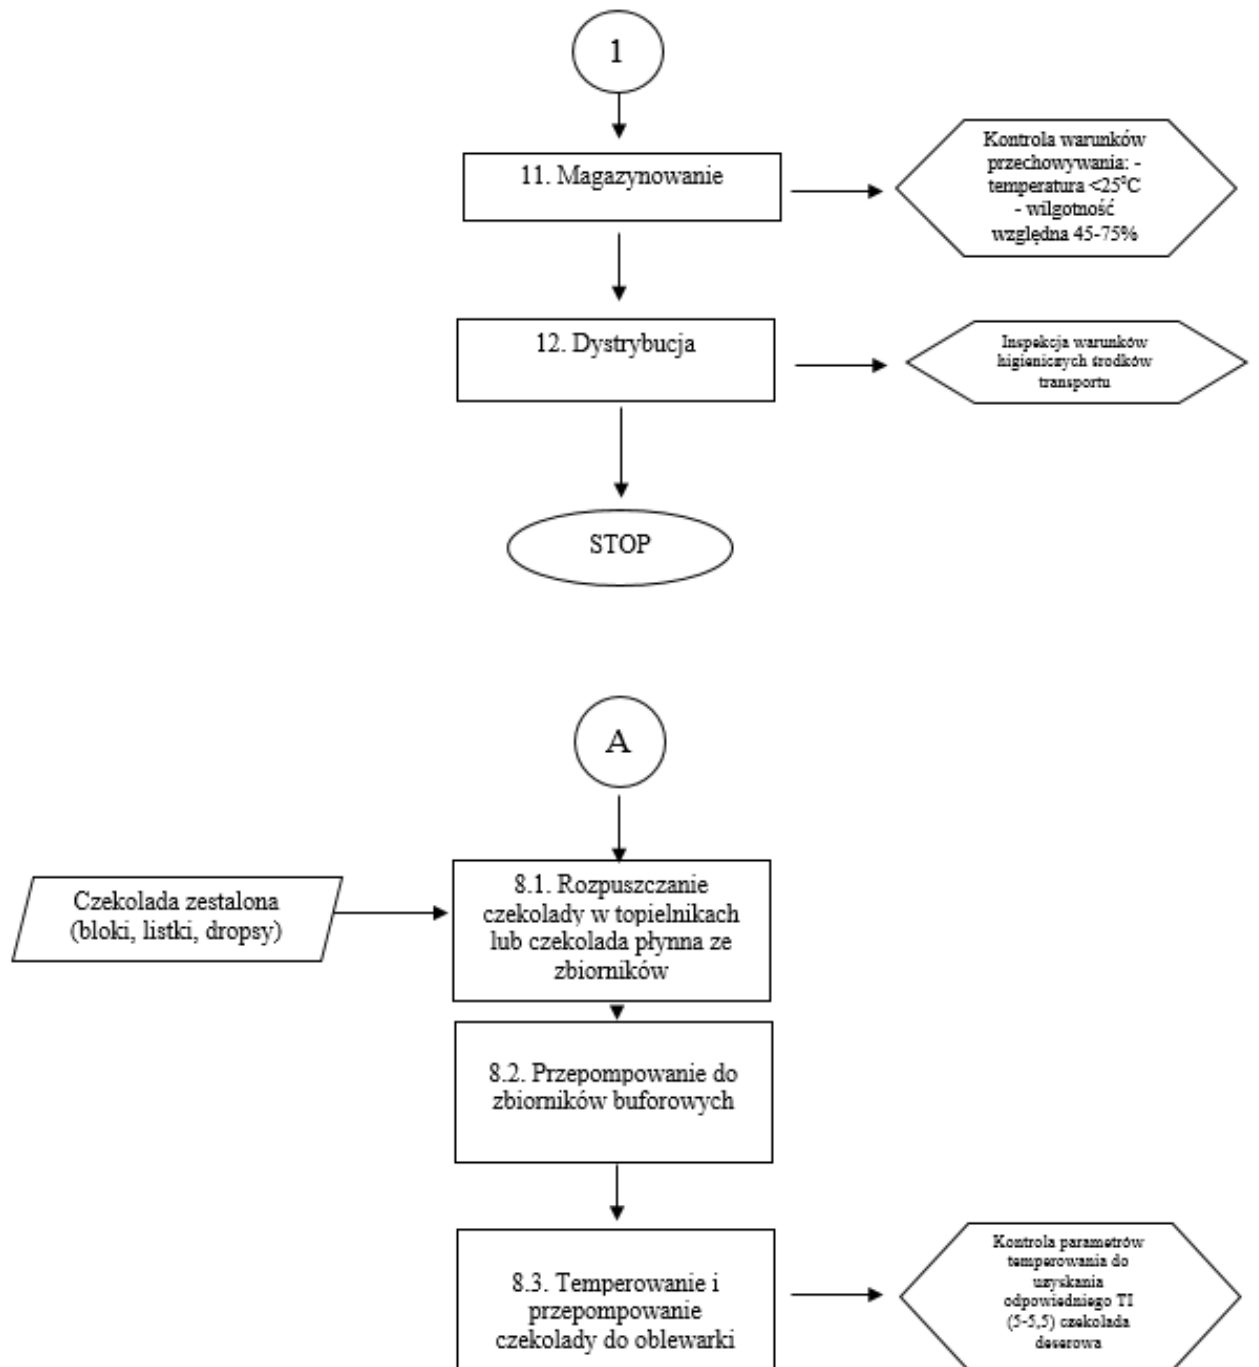 1
11. Magazynowanie
Kontrola warunków
przechowywania: -
temperatura <25⁰C
- wilgotność
względna 45-75%
12. Dystrybucja
Inspekcja warunków
higieniczych środków
transportu
STOP
A
Czekolada zestalona
(bloki, listki, dropsy)
8.1. Rozpuszczanie
czekolady w topielnikach
lub czekolada płynna ze
zbiorników
8.2. Przepompowanie do
zbiorników buforowych
8.3. Temperowanie i
przepompowanie
czekolady do oblewarki
Kontrola parametrów
temperowania do
uzyskania
odpowiedniego TI
(5-5,5) czekolada
deserowa